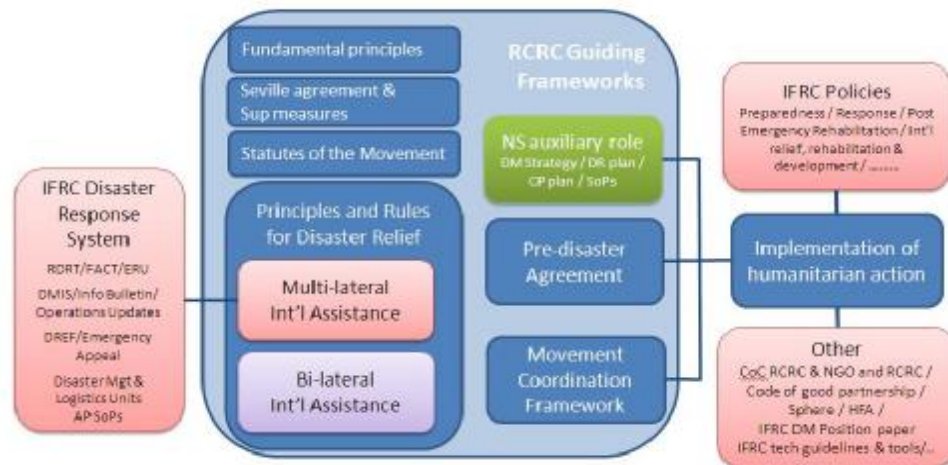 Fundamental principles
Seville agreement &
Sup measures
Statutes of the Movement
Principles and Rules
for Disaster Relief
Multi-lateral
Int'l Assistance
Bi-lateral
Int'l Assistance
RCRC Guiding
Frameworks
NS auxiliary role
DM Strategy / DR plan /
CP plan / SoPs
Pre-disaster
Agreement
Movement
Coordination
Framework
IFRC Disaster
Response
System
RDRT/FACT/ERU
DMIS/Info Bulletin/
Operations Updates
DREF/Emergency
Appeal
Disaster Mgt &
Logistics Units
AP SoPs
IFRC Policies
Preparedness / Response / Post
Emergency Rehabilitation / Int'l
relief, rehabilitation &
development/ ........
Implementation of
humanitarian action
Other
CoC RCRC & NGO and RCRC /
Code of good partnership /
Sphere / HFA /
IFRC DM Position paper
IFRC tech guidelines & tools/..